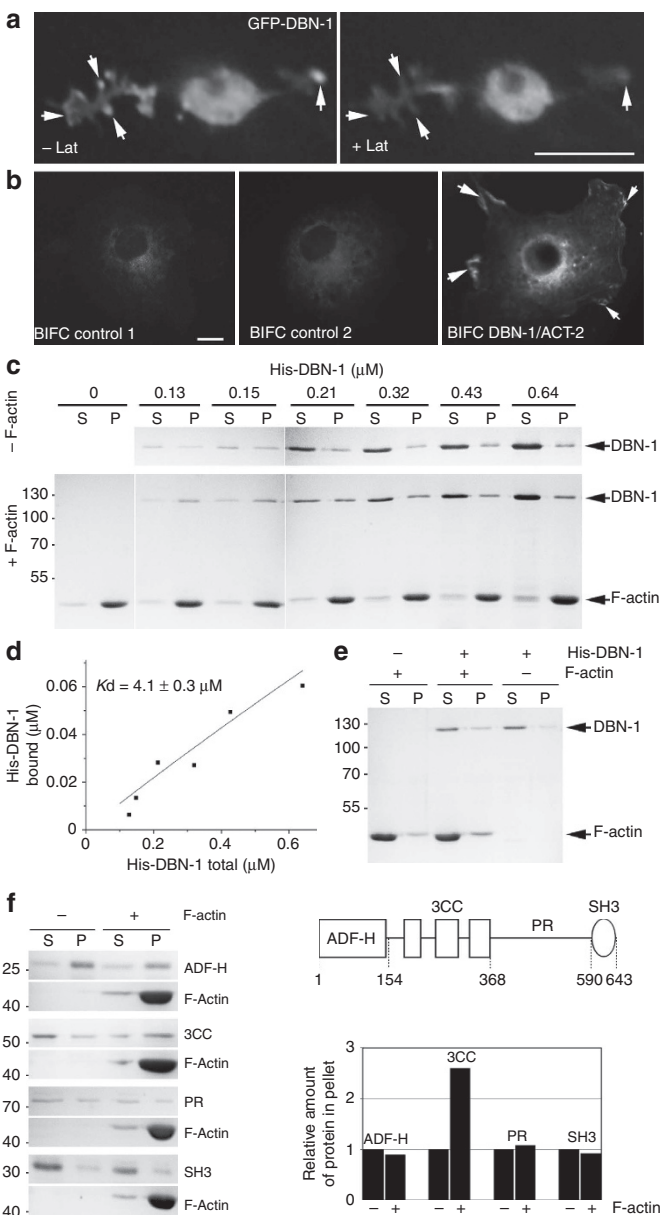 a
GFP-DBN-1
– Lat
+ Lat
b
BIFC control 1
BIFC control 2
BIFC DBN-1/ACT-2
c
His-DBN-1 (μM)
0 0.13 0.15 0.21 0.32 0.43 0.64
S P S P S P S P S P S P S P
– F-actin
DBN-1
+ F-actin
130
100
70
55
DBN-1
F-actin
d
Kd = 4.1 ± 0.3 μM
0.06
0.04
0.02
0
His-DBN-1
bound (μM)
0 0.2 0.4 0.6
His-DBN-1 total (μM)
e
– + + His-DBN-1
+ + – F-actin
S P S P S P
130
100
70
55
DBN-1
F-actin
f
– + F-actin
S P S P
25 ADF-H
40 F-Actin
50 3CC
40 F-Actin
70 PR
40 F-Actin
30 SH3
40 F-Actin
3CC PR SH3
ADF-H
1 154 368 590 643
3
2
1
0
Relative amount
of protein in pellet
ADF-H 3CC PR SH3
– + – + – + – + F-actin